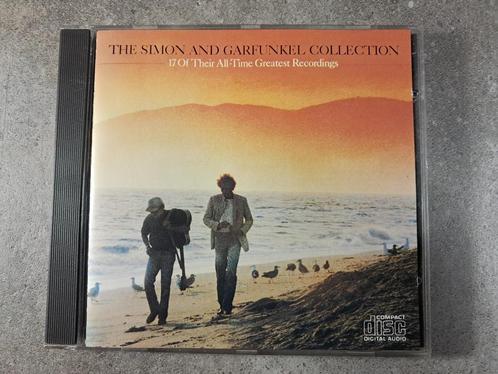 THE SIMON AND GARFUNKEL COLLECTION
17 Of Their All-Time Greatest Recordings
COMPACT
disc
DIGITAL AUDIO